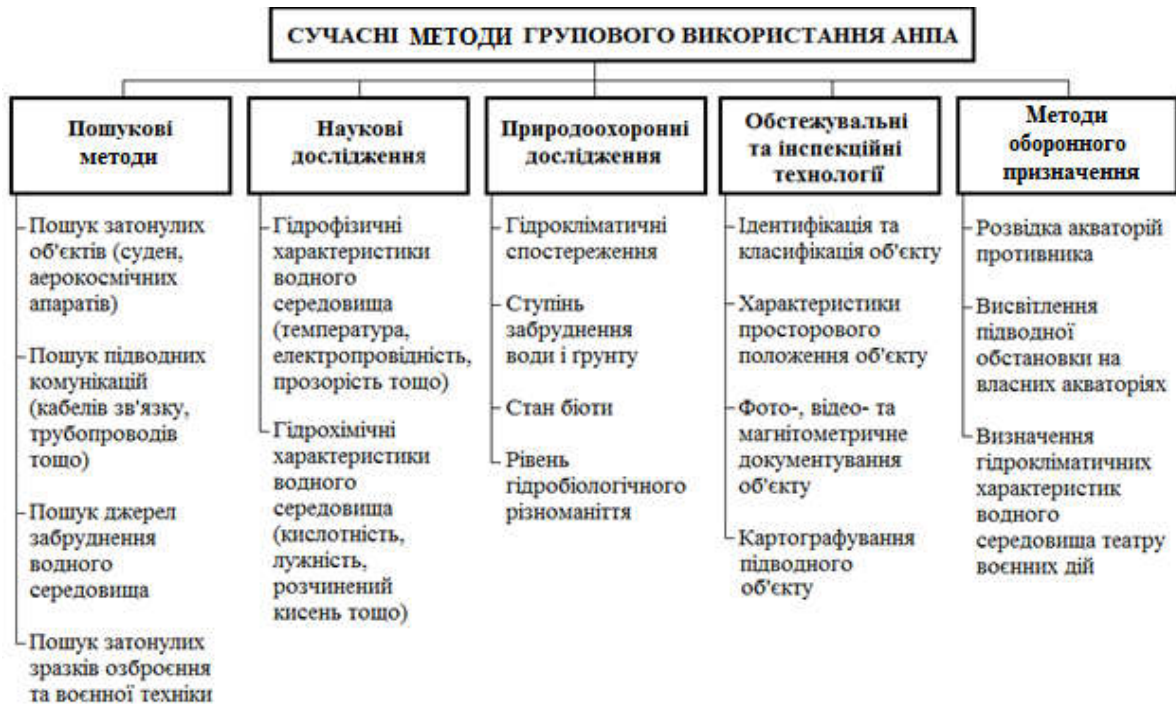 СУЧАСНІ МЕТОДИ ГРУПОВОГО ВИКОРИСТАННЯ АНПА
Пошукові
методи
Пошук затонулих
об'єктів (суден,
аерокосмічних
апаратів)
Пошук підводних
комунікацій
(кабелів зв'язку,
трубопроводів
тощо)
Пошук джерел
забруднення
водного
середовища
Пошук затонулих
зразків озброєння
та воєнної техніки
Наукові
дослідження
Гідрофізичні
характеристики
водного
середовища
(температура,
електропровідність,
прозорість тощо)
Гідрохімічні
характеристики
водного
середовища
(кислотність,
лужність,
розчинений
кисень тощо)
Природоохоронні
дослідження
Гідрокліматичні
спостереження
Ступінь
забруднення
води і ґрунту
Стан біоти
Рівень
гідробіологічного
різноманіття
Обстежувальні
та інспекційні
технології
Ідентифікація та
класифікація об'єкту
Характеристики
просторового
положення об'єкту
Фото-, відео- та
магнітометричне
документування
об'єкту
Картографування
підводного
об'єкту
Методи
оборонного
призначення
Розвідка акваторій
противника
Висвітлення
підводної
обстановки на
власних акваторіях
Визначення
гідрокліматичних
характеристик
водного
середовища театру
воєнних дій